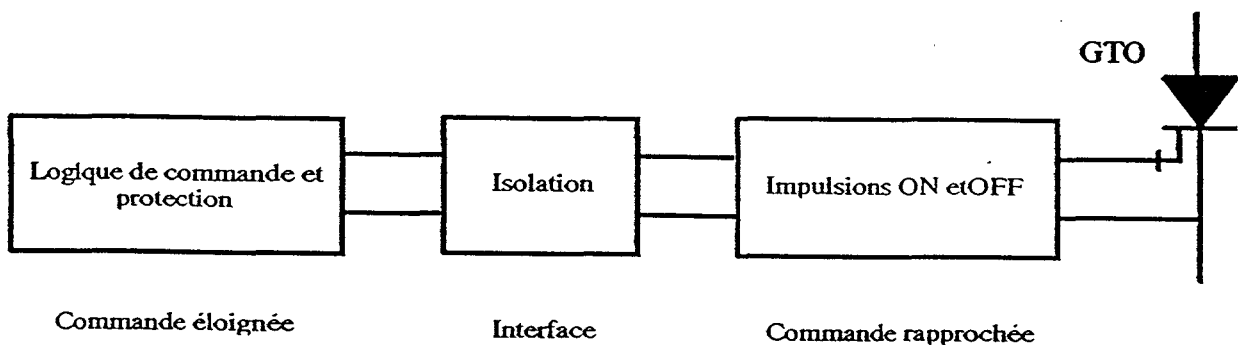 GTO
Logique de commande et
protection
Isolation
Impulsions ON etOFF
Commande éloignée
Interface
Commande rapprochée